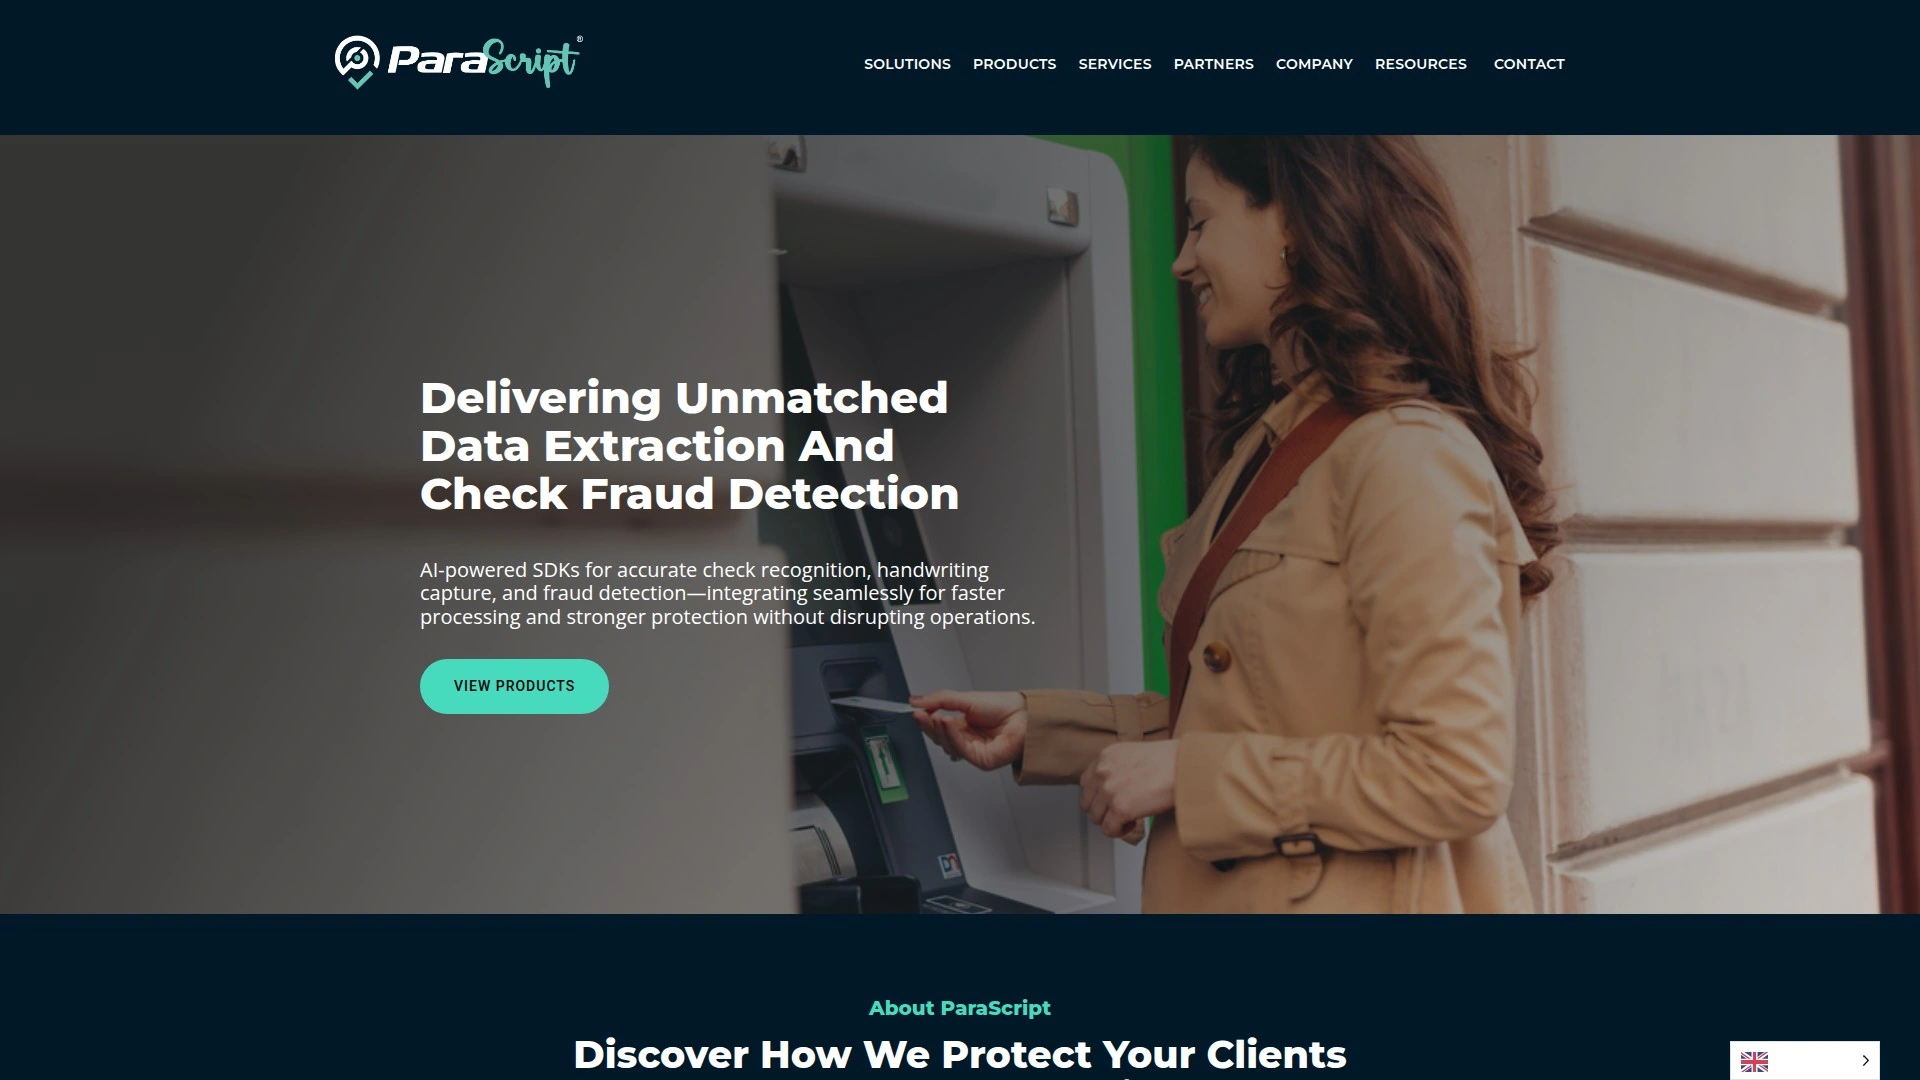 ParaScript®
SOLUTIONS PRODUCTS SERVICES PARTNERS COMPANY RESOURCES CONTACT
Delivering Unmatched
Data Extraction And
Check Fraud Detection
AI-powered SDKs for accurate check recognition, handwriting
capture, and fraud detection—integrating seamlessly for faster
processing and stronger protection without disrupting operations.
VIEW PRODUCTS
About ParaScript
Discover How We Protect Your Clients